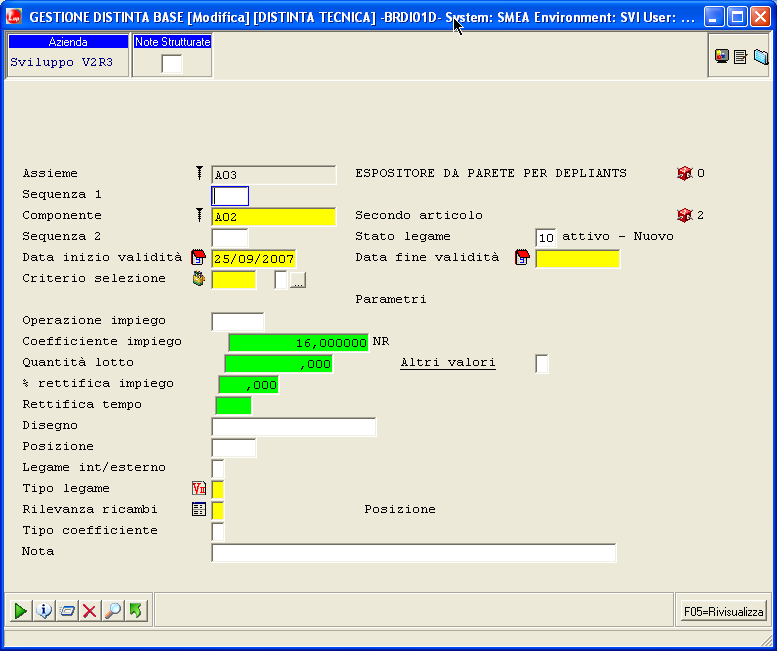 GESTIONE DISTINTA BASE [Modifica] [DISTINTA TECNICA] -BRDI01D- System: SMEA Environment: SVI User: ...
Azienda
Note Strutturate
Sviluppo V2R3
Assieme A03 ESPOSITORE DA PARETE PER DEPLIANTS 0
Sequenza 1
Componente A02 Secondo articolo 2
Sequenza 2 Stato legame 10 attivo - Nuovo
Data inizio validità 25/09/2007 Data fine validità
Criterio selezione ...
Parametri
Operazione impiego
Coefficiente impiego 16,000000 NR
Quantità lotto ,000 Altri valori
% rettifica impiego ,000
Rettifica tempo
Disegno
Posizione
Legame int/esterno
Tipo legame
Rilevanza ricambi Posizione
Tipo coefficiente
Nota
F05=Rivisualizza